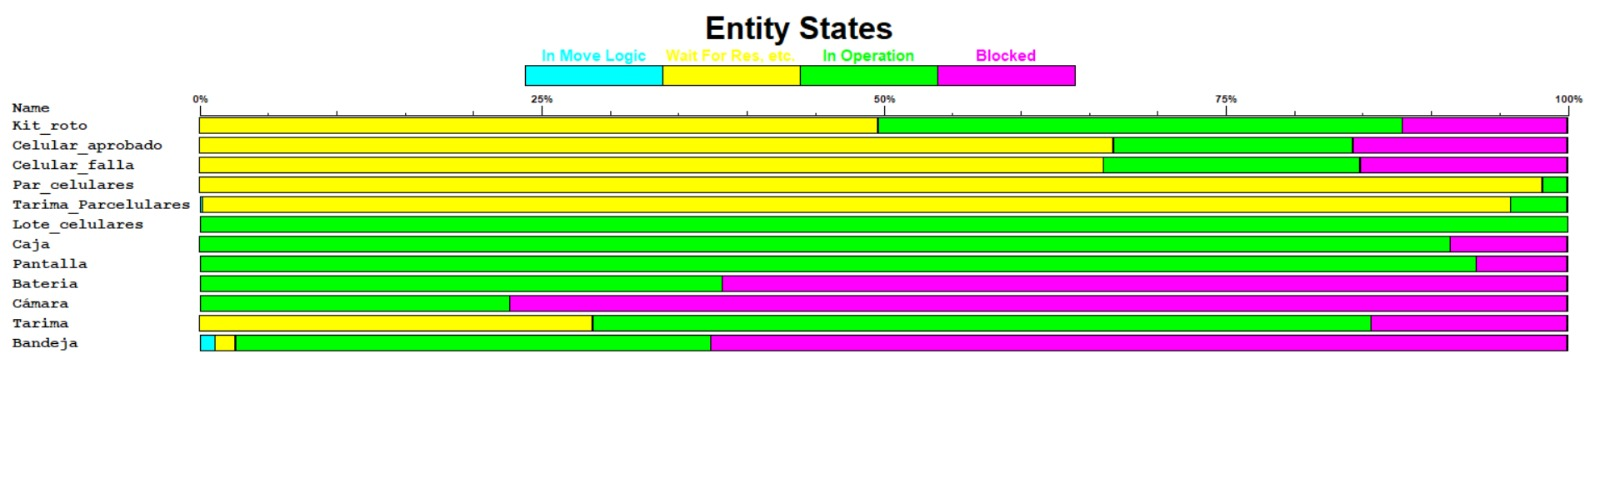 Entity States
In Move Logic Wait For Res, etc. In Operation Blocked
0% 25% 50% 75% 100%
Name
Kit_roto
Celular_aprobado
Celular_falla
Par_celulares
Tarima_Parcelulares
Lote_celulares
Caja
Pantalla
Bateria
Cámara
Tarima
Bandeja